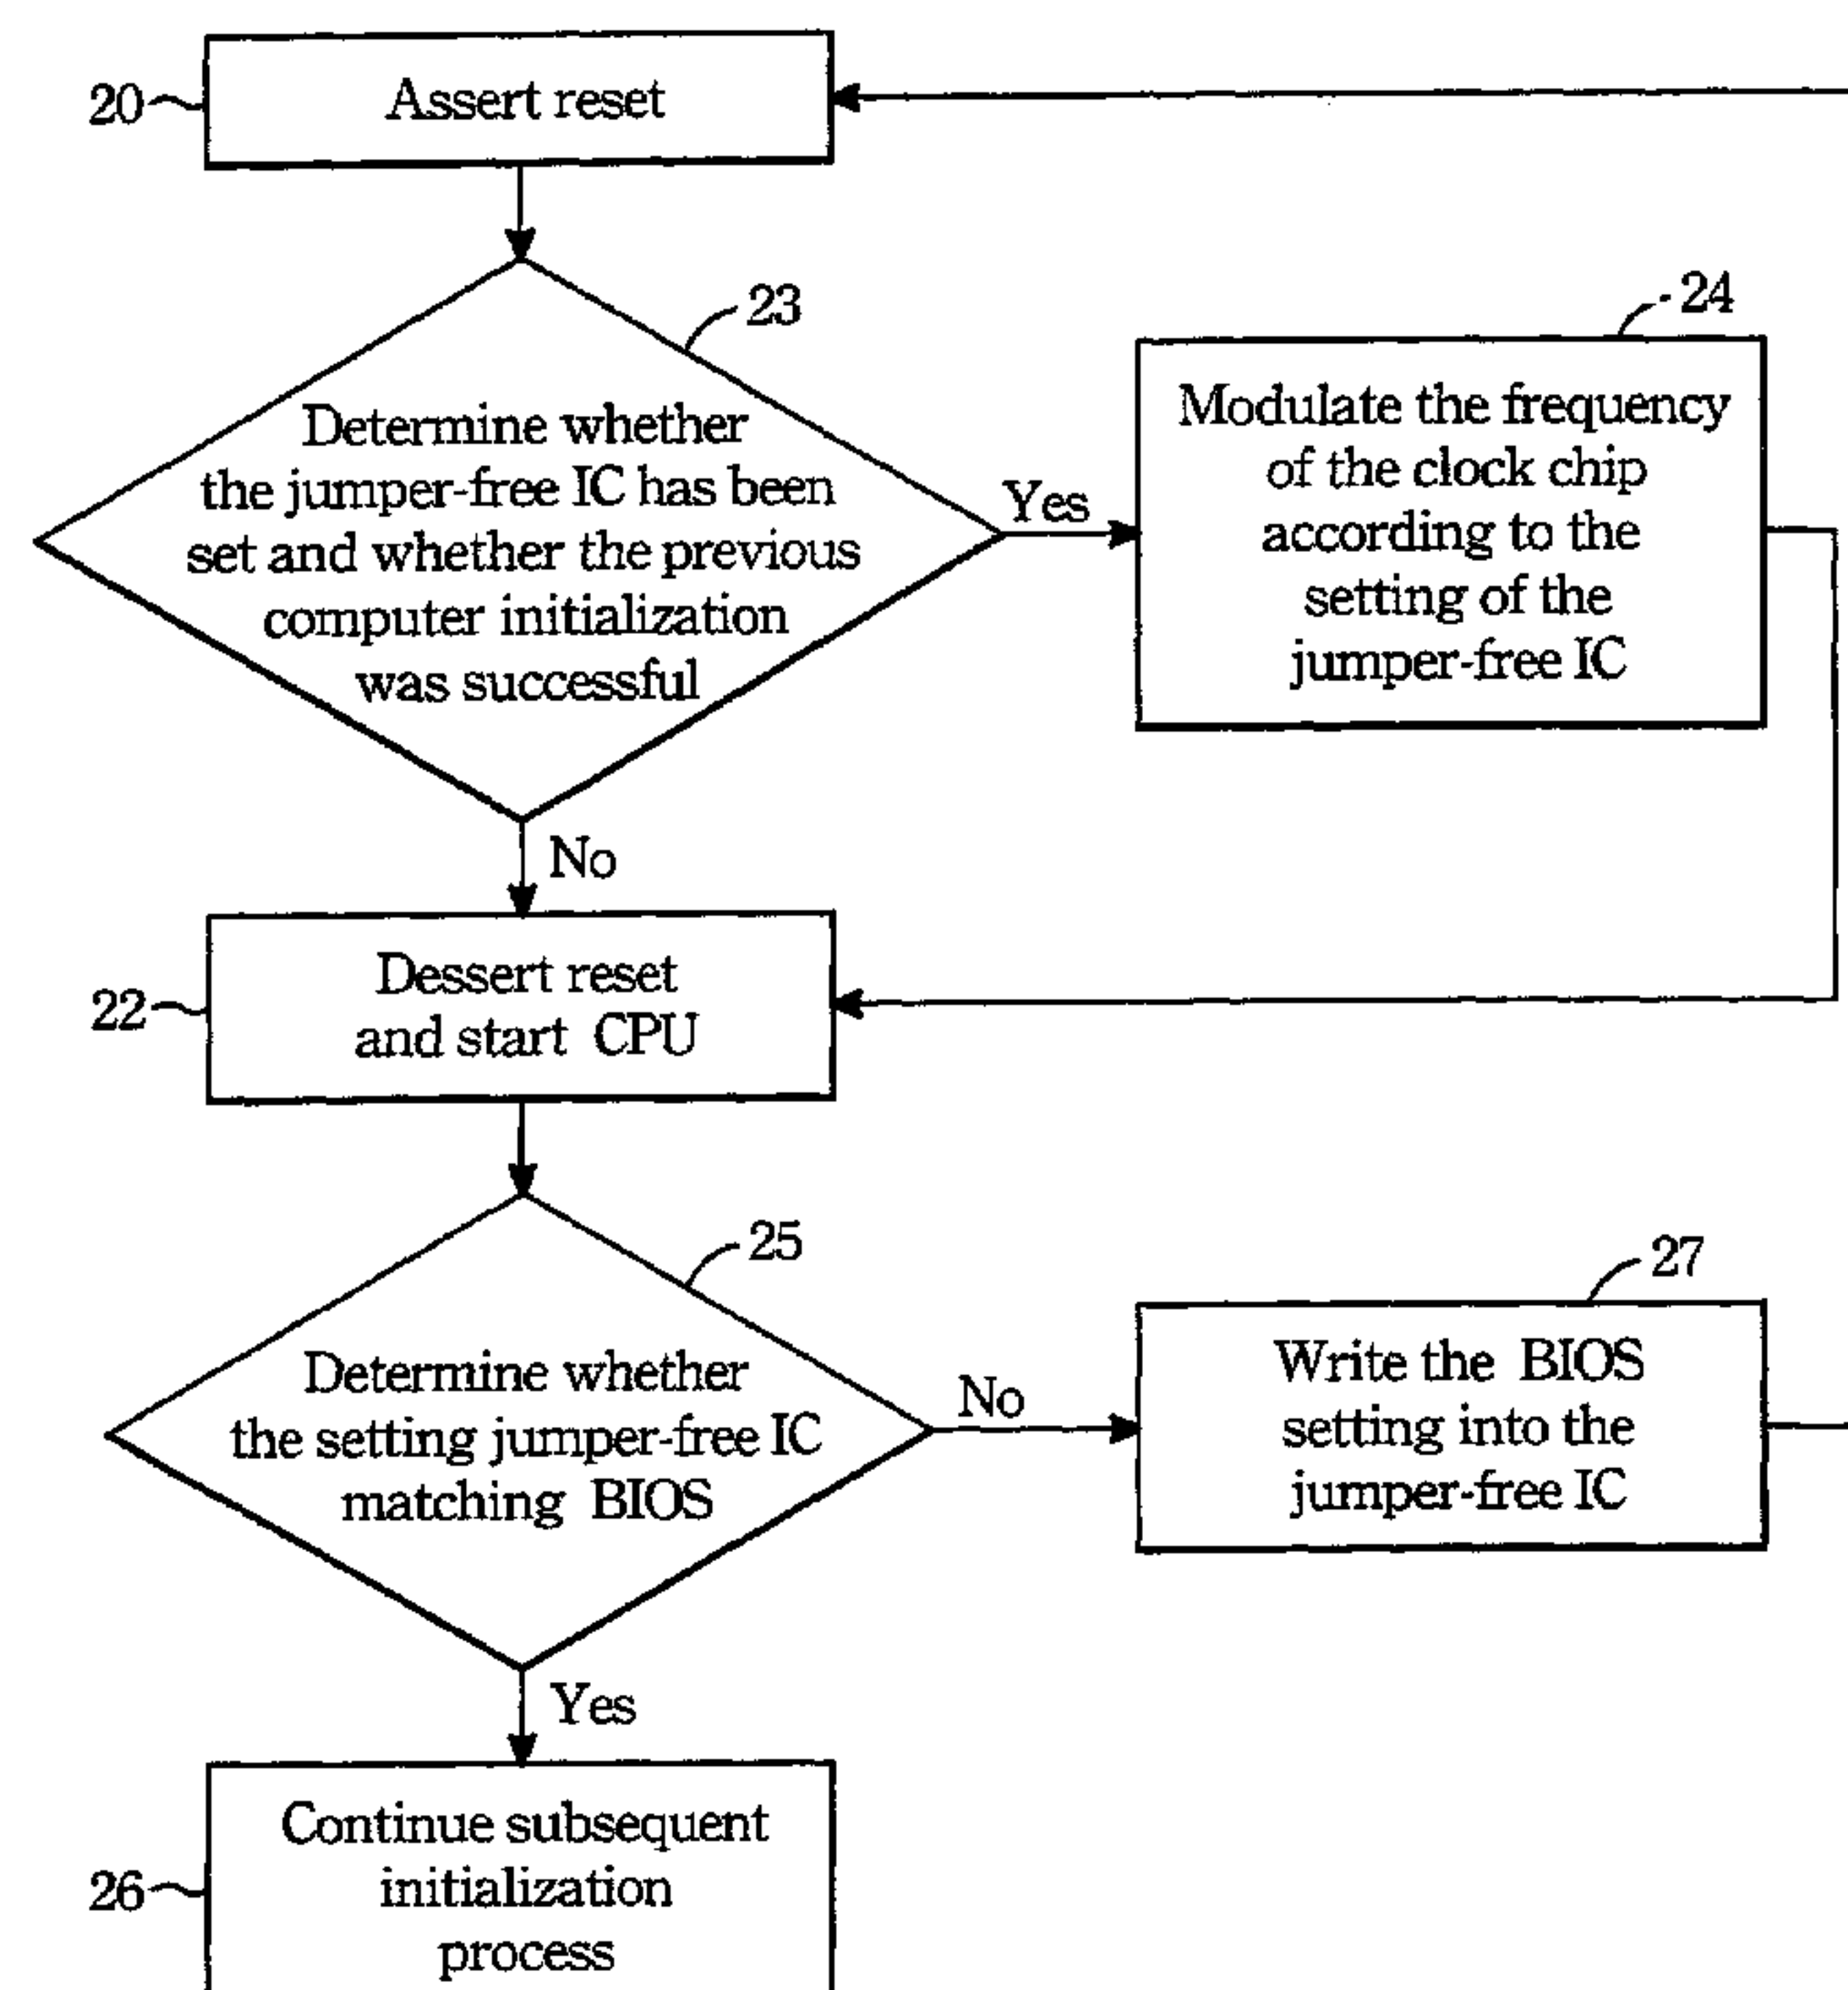 20
Assert reset
23
Determine whether
the jumper-free IC has been
set and whether the previous
computer initialization
was successful
Yes
24
Modulate the frequency
of the clock chip
according to the
setting of the
jumper-free IC
No
22
Dessert reset
and start CPU
25
Determine whether
the setting jumper-free IC
matching BIOS
No
27
Write the BIOS
setting into the
jumper-free IC
Yes
26
Continue subsequent
initialization
process